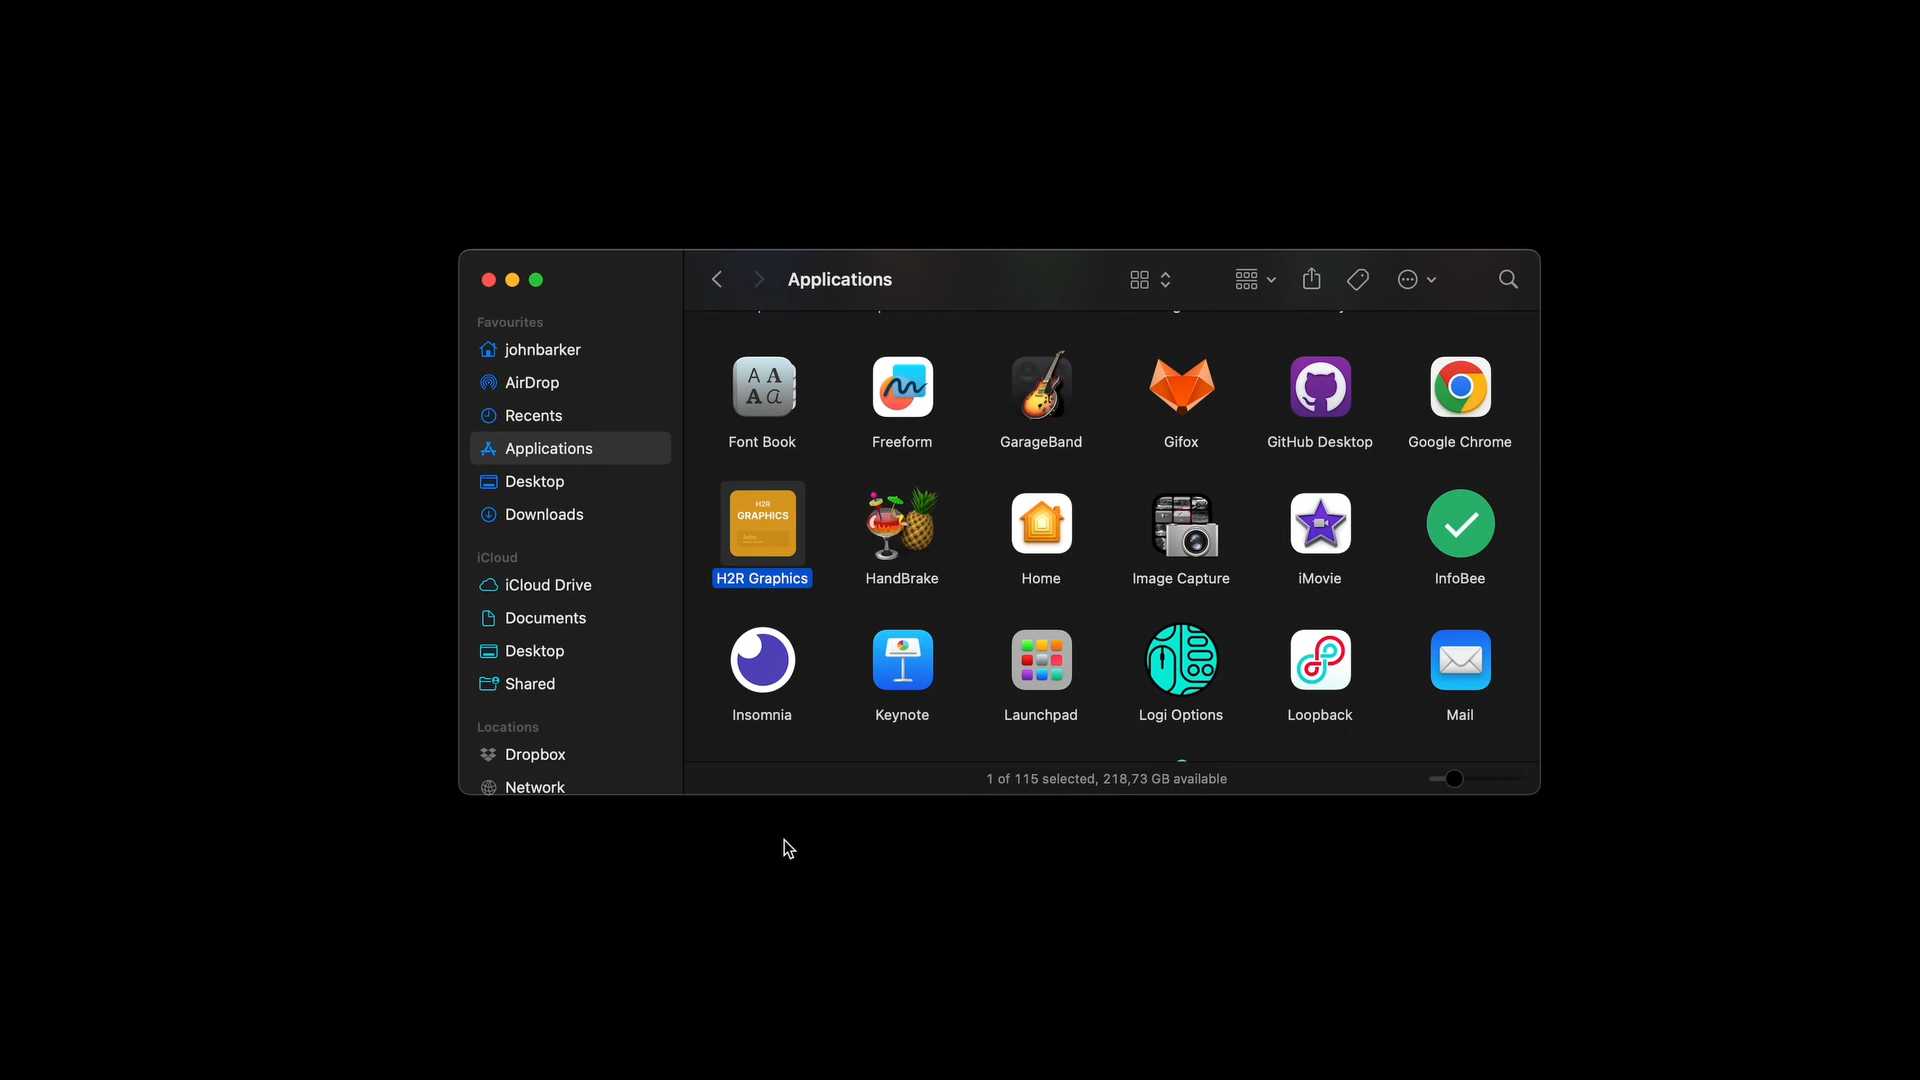 Applications
Favourites
johnbarker
AirDrop
Recents
Applications
Desktop
Downloads
iCloud
iCloud Drive
Documents
Desktop
Shared
Locations
Dropbox
Network
A A
A a
Font Book
Freeform
GarageBand
Gifox
GitHub Desktop
Google Chrome
H2R
GRAPHICS
H2R Graphics
HandBrake
Home
Image Capture
iMovie
InfoBee
Insomnia
Keynote
Launchpad
Logi Options
Loopback
Mail
1 of 115 selected, 218,73 GB available